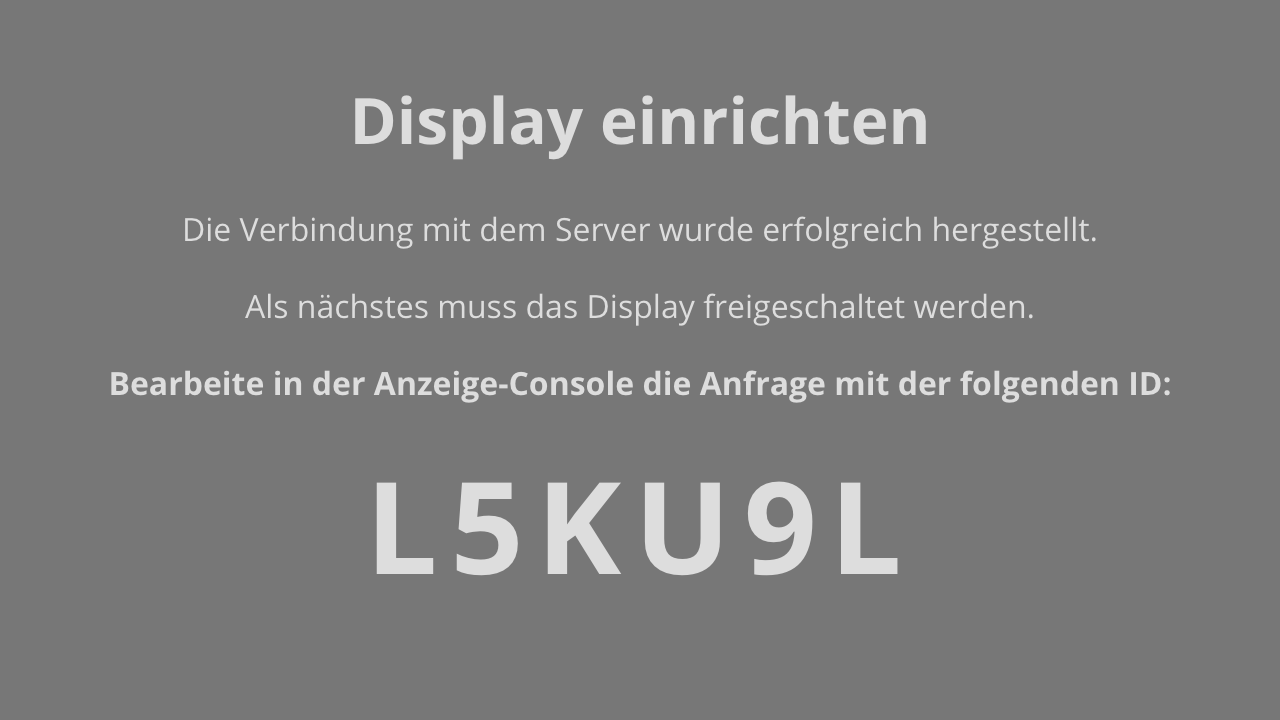 Display einrichten
Die Verbindung mit dem Server wurde erfolgreich hergestellt.
Als nächstes muss das Display freigeschaltet werden.
Bearbeite in der Anzeige-Console die Anfrage mit der folgenden ID:
L5KU9L